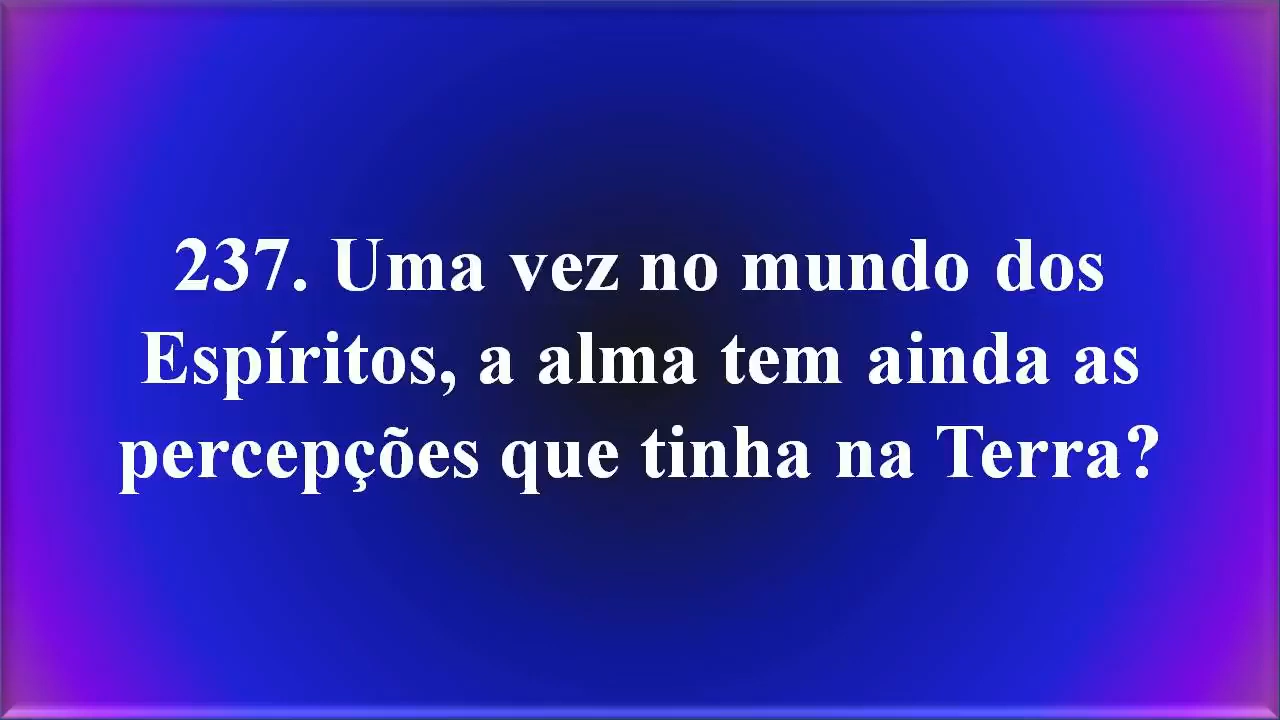 237. Uma vez no mundo dos
Espíritos, a alma tem ainda as
percepções que tinha na Terra?